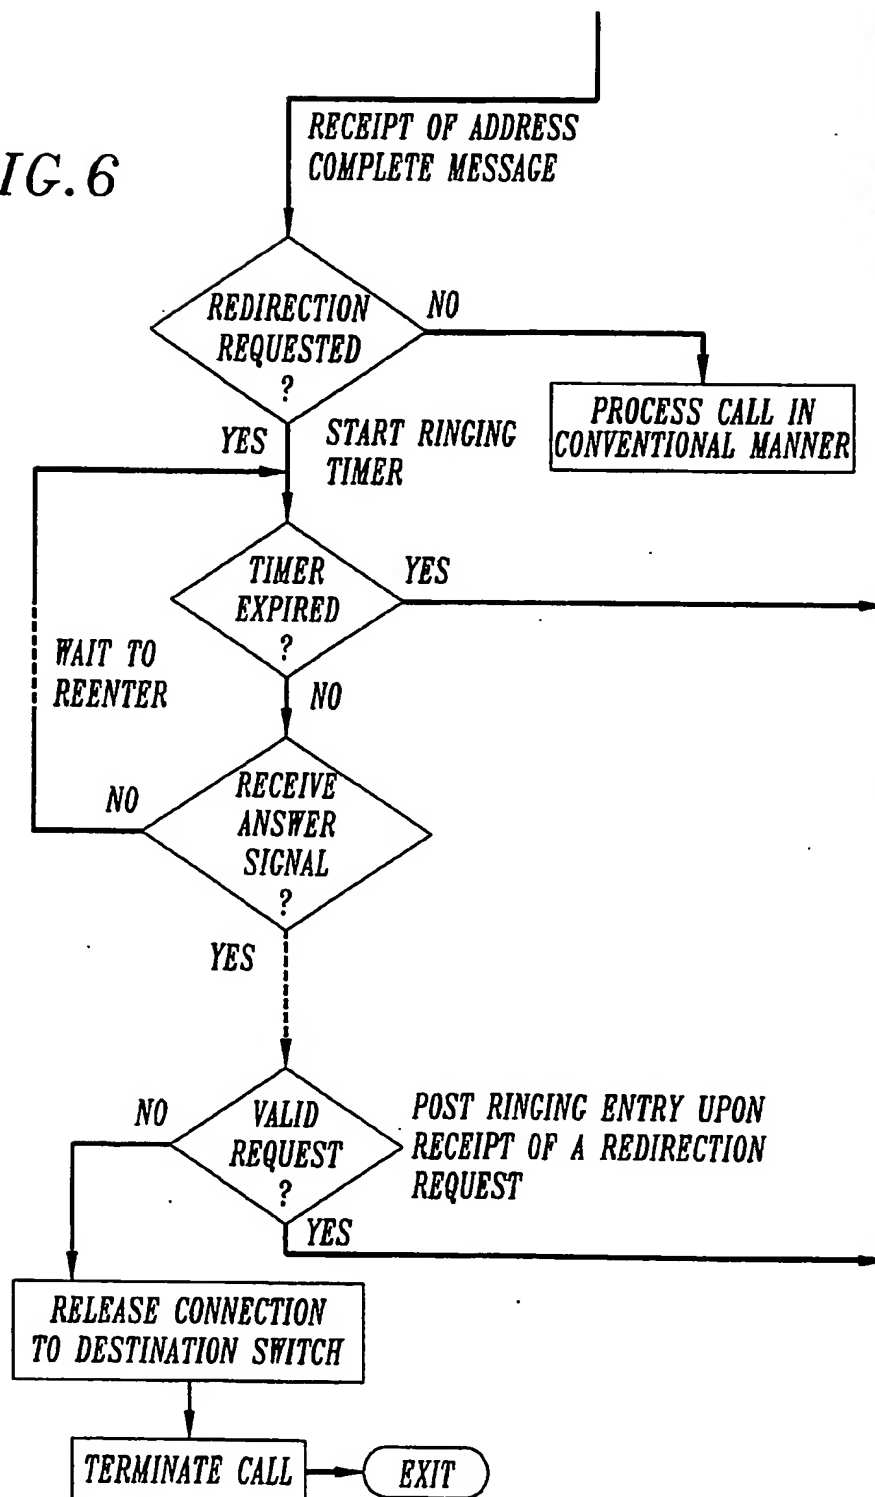 IG.6
RECEIPT OF ADDRESS
COMPLETE MESSAGE
REDIRECTION
REQUESTED
?
NO
PROCESS CALL IN
CONVENTIONAL MANNER
YES
START RINGING
TIMER
TIMER
EXPIRED
?
YES
WAIT TO
REENTER
NO
RECEIVE
ANSWER
SIGNAL
?
NO
YES
VALID
REQUEST
?
NO
POST RINGING ENTRY UPON
RECEIPT OF A REDIRECTION
REQUEST
YES
RELEASE CONNECTION
TO DESTINATION SWITCH
TERMINATE CALL
EXIT